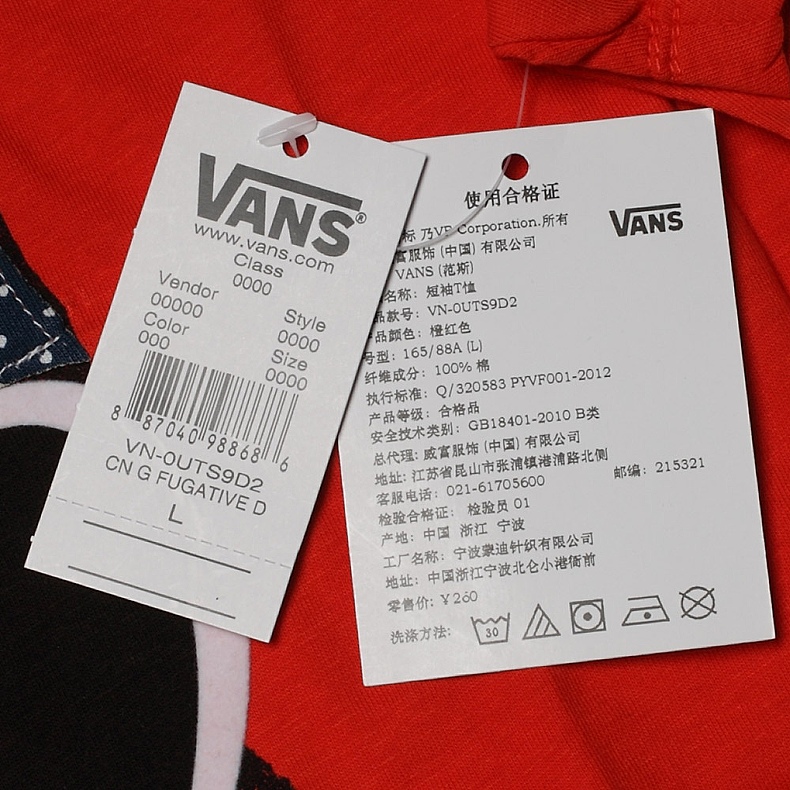 VANS®
www.vans.com
Class
0000
Vendor
00000
Style
0000
Color
000
Size
0000
8 87040 98868 6
VN-0UTS9D2
CN G FUGATIVE D
L
使用合格证
VANS
标 乃VF Corporation.所有
富服饰 (中国) 有限公司
VANS (范斯)
名称: 短袖T恤
品款号: VN-0UTS9D2
品颜色: 橙红色
号型: 165/88A (L)
纤维成分: 100% 棉
执行标准: Q/320583 PYVF001-2012
产品等级: 合格品
安全技术类别: GB18401-2010 B类
总代理: 威富服饰 (中国) 有限公司
地址: 江苏省昆山市张浦镇港浦路北侧 邮编: 215321
客服电话: 021-61705600
检验合格证: 检验员 01
产地: 中国 浙江 宁波
工厂名称: 宁波豪迪针织有限公司
地址: 中国浙江宁波北仑小港衙前
零售价: ¥260
洗涤方法: 30